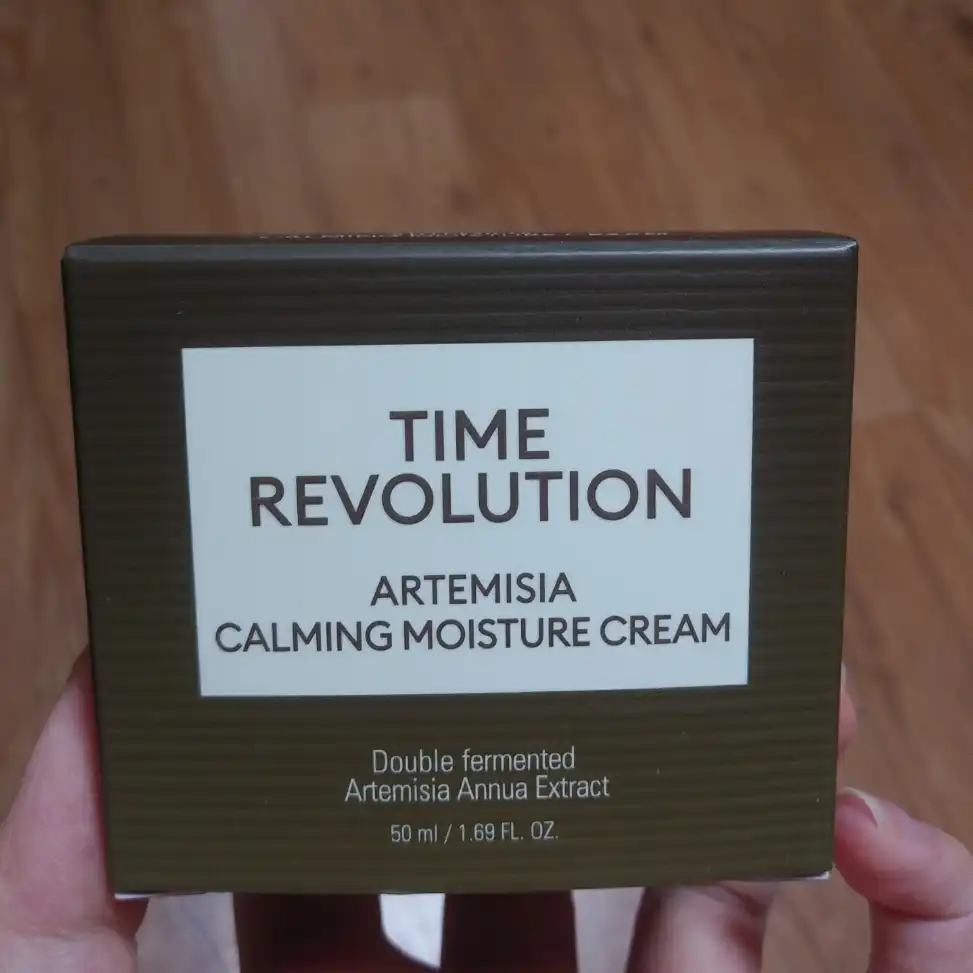 TIME
REVOLUTION
ARTEMISIA
CALMING MOISTURE CREAM
Double fermented
Artemisia Annua Extract
50 ml / 1.69 FL. OZ.